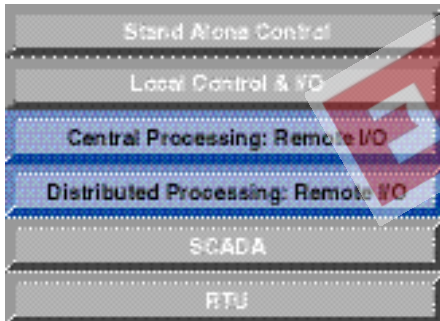 Stand Alone Control
Local Control & I/O
Central Processing: Remote I/O
Distributed Processing: Remote I/O
SCADA
RTU